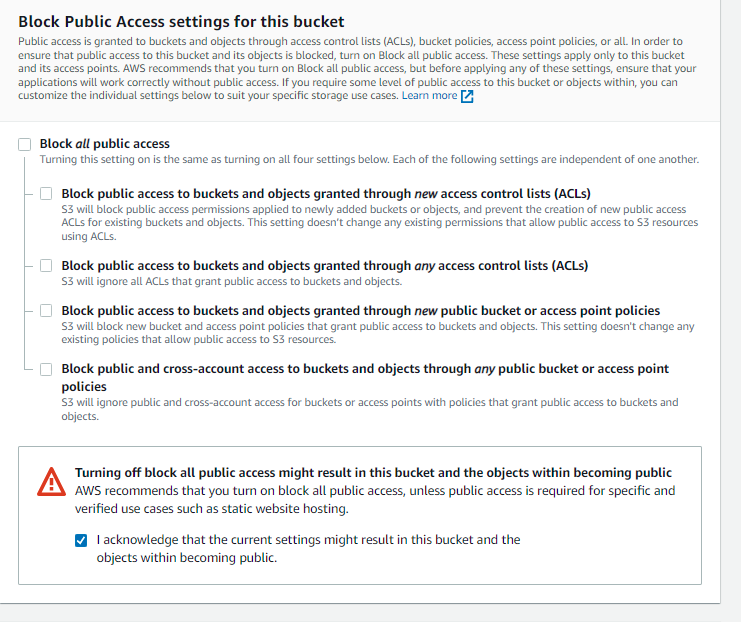 Block Public Access settings for this bucket
Public access is granted to buckets and objects through access control lists (ACLs), bucket policies, access point policies, or all. In order to
ensure that public access to this bucket and its objects is blocked, turn on Block all public access. These settings apply only to this bucket
and its access points. AWS recommends that you turn on Block all public access, but before applying any of these settings, ensure that your
applications will work correctly without public access. If you require some level of public access to this bucket or objects within, you can
customize the individual settings below to suit your specific storage use cases. Learn more
Block all public access
Turning this setting on is the same as turning on all four settings below. Each of the following settings are independent of one another.
Block public access to buckets and objects granted through new access control lists (ACLs)
S3 will block public access permissions applied to newly added buckets or objects, and prevent the creation of new public access
ACLs for existing buckets and objects. This setting doesn't change any existing permissions that allow public access to S3 resources
using ACLs.
Block public access to buckets and objects granted through any access control lists (ACLs)
S3 will ignore all ACLs that grant public access to buckets and objects.
Block public access to buckets and objects granted through new public bucket or access point policies
S3 will block new bucket and access point policies that grant public access to buckets and objects. This setting doesn't change any
existing policies that allow public access to S3 resources.
Block public and cross-account access to buckets and objects through any public bucket or access point
policies
S3 will ignore public and cross-account access for buckets or access points with policies that grant public access to buckets and
objects.
Turning off block all public access might result in this bucket and the objects within becoming public
AWS recommends that you turn on block all public access, unless public access is required for specific and
verified use cases such as static website hosting.
I acknowledge that the current settings might result in this bucket and the
objects within becoming public.